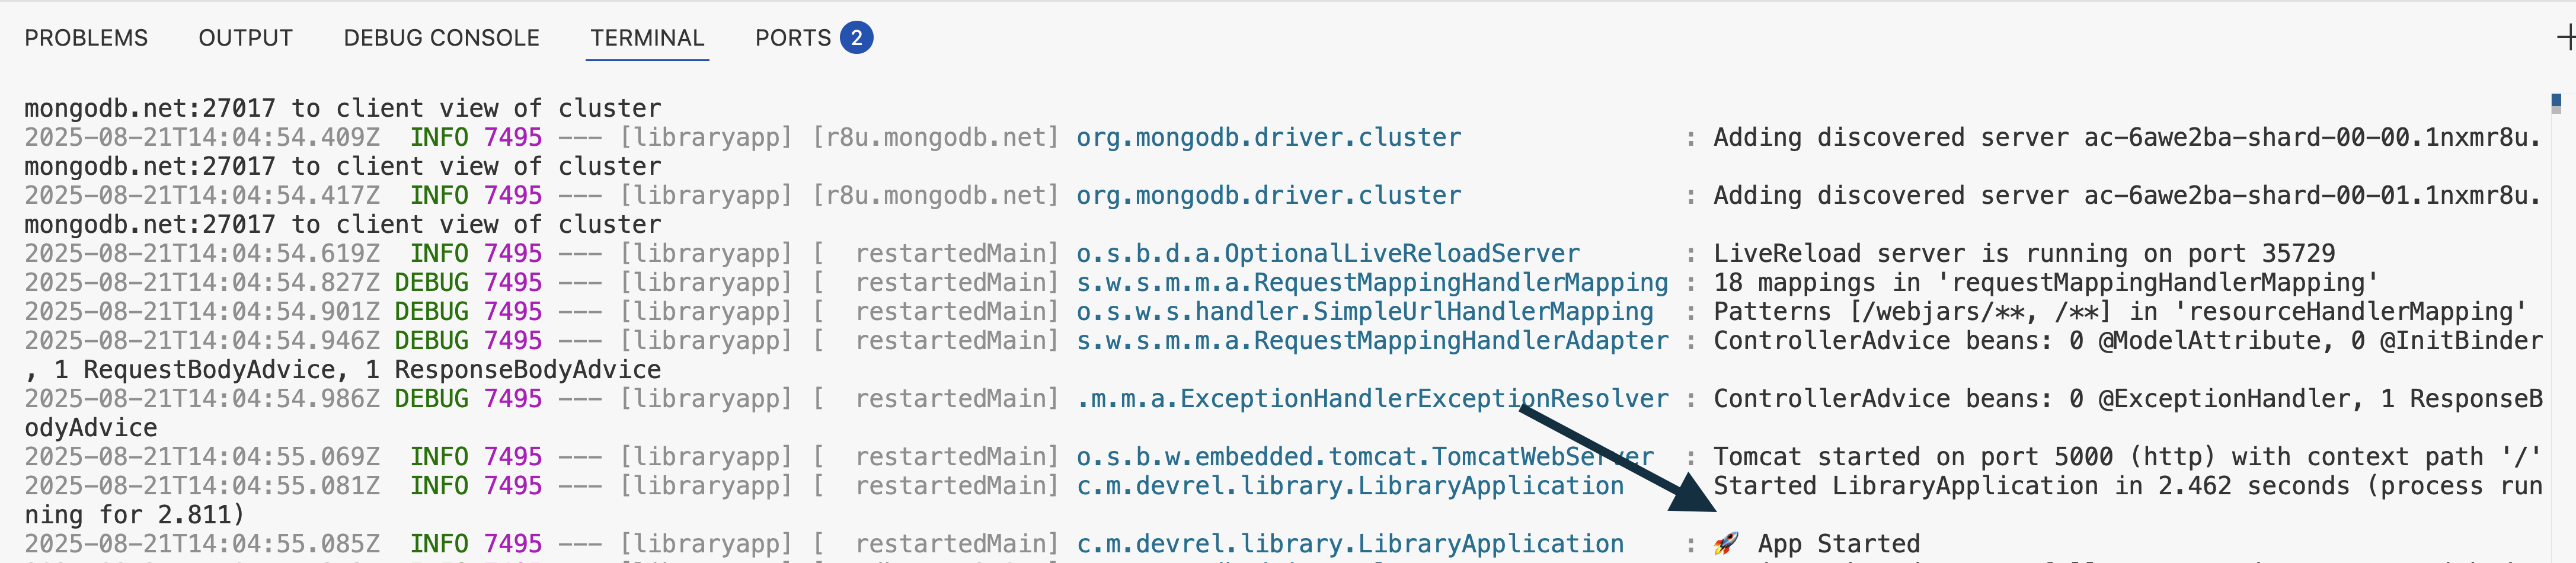 PROBLEMS OUTPUT DEBUG CONSOLE TERMINAL PORTS 2
mongodb.net:27017 to client view of cluster
2025-08-21T14:04:54.409Z  INFO 7495 --- [libraryapp] [r8u.mongodb.net] org.mongodb.driver.cluster               : Adding discovered server ac-6awe2ba-shard-00-00.1nxmr8u.
mongodb.net:27017 to client view of cluster
2025-08-21T14:04:54.417Z  INFO 7495 --- [libraryapp] [r8u.mongodb.net] org.mongodb.driver.cluster               : Adding discovered server ac-6awe2ba-shard-00-01.1nxmr8u.
mongodb.net:27017 to client view of cluster
2025-08-21T14:04:54.619Z  INFO 7495 --- [libraryapp] [  restartedMain] o.s.b.d.a.OptionalLiveReloadServer       : LiveReload server is running on port 35729
2025-08-21T14:04:54.827Z DEBUG 7495 --- [libraryapp] [  restartedMain] s.w.s.m.m.a.RequestMappingHandlerMapping : 18 mappings in 'requestMappingHandlerMapping'
2025-08-21T14:04:54.901Z DEBUG 7495 --- [libraryapp] [  restartedMain] o.s.w.s.handler.SimpleUrlHandlerMapping  : Patterns [/webjars/**, /**] in 'resourceHandlerMapping'
2025-08-21T14:04:54.946Z DEBUG 7495 --- [libraryapp] [  restartedMain] s.w.s.m.m.a.RequestMappingHandlerAdapter : ControllerAdvice beans: 0 @ModelAttribute, 0 @InitBinder
, 1 RequestBodyAdvice, 1 ResponseBodyAdvice
2025-08-21T14:04:54.986Z DEBUG 7495 --- [libraryapp] [  restartedMain] .m.m.a.ExceptionHandlerExceptionResolver : ControllerAdvice beans: 0 @ExceptionHandler, 1 ResponseB
odyAdvice
2025-08-21T14:04:55.069Z  INFO 7495 --- [libraryapp] [  restartedMain] o.s.b.w.embedded.tomcat.TomcatWebServer  : Tomcat started on port 5000 (http) with context path '/'
2025-08-21T14:04:55.081Z  INFO 7495 --- [libraryapp] [  restartedMain] c.m.devrel.library.LibraryApplication     Started LibraryApplication in 2.462 seconds (process run
ning for 2.811)
2025-08-21T14:04:55.085Z  INFO 7495 --- [libraryapp] [  restartedMain] c.m.devrel.library.LibraryApplication    : 🚀 App Started